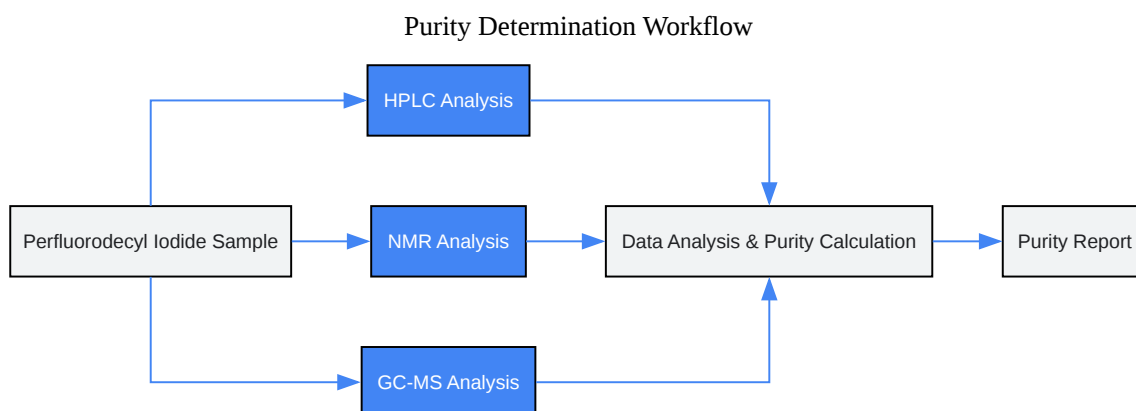 Purity Determination Workflow
HPLC Analysis
Perfluorodecyl Iodide Sample
NMR Analysis
Data Analysis & Purity Calculation
Purity Report
GC-MS Analysis